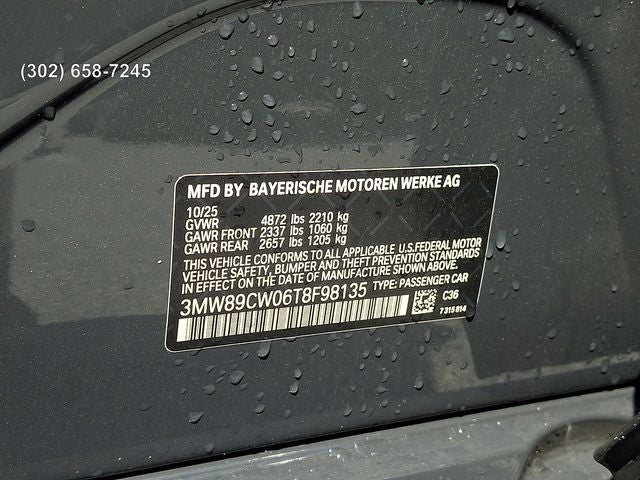 (302) 658-7245
MFD BY BAYERISCHE MOTOREN WERKE AG
10/25
GVWR 4872 lbs 2210 kg
GAWR FRONT 2337 lbs 1060 kg
GAWR REAR 2657 lbs 1205 kg
THIS VEHICLE CONFORMS TO ALL APPLICABLE U.S.FEDERAL MOTOR
VEHICLE SAFETY, BUMPER AND THEFT PREVENTION STANDARDS
IN EFFECT ON THE DATE OF MANUFACTURE SHOWN ABOVE.
3MW89CW06T8F98135 TYPE: PASSENGER CAR
C36
7 315 814